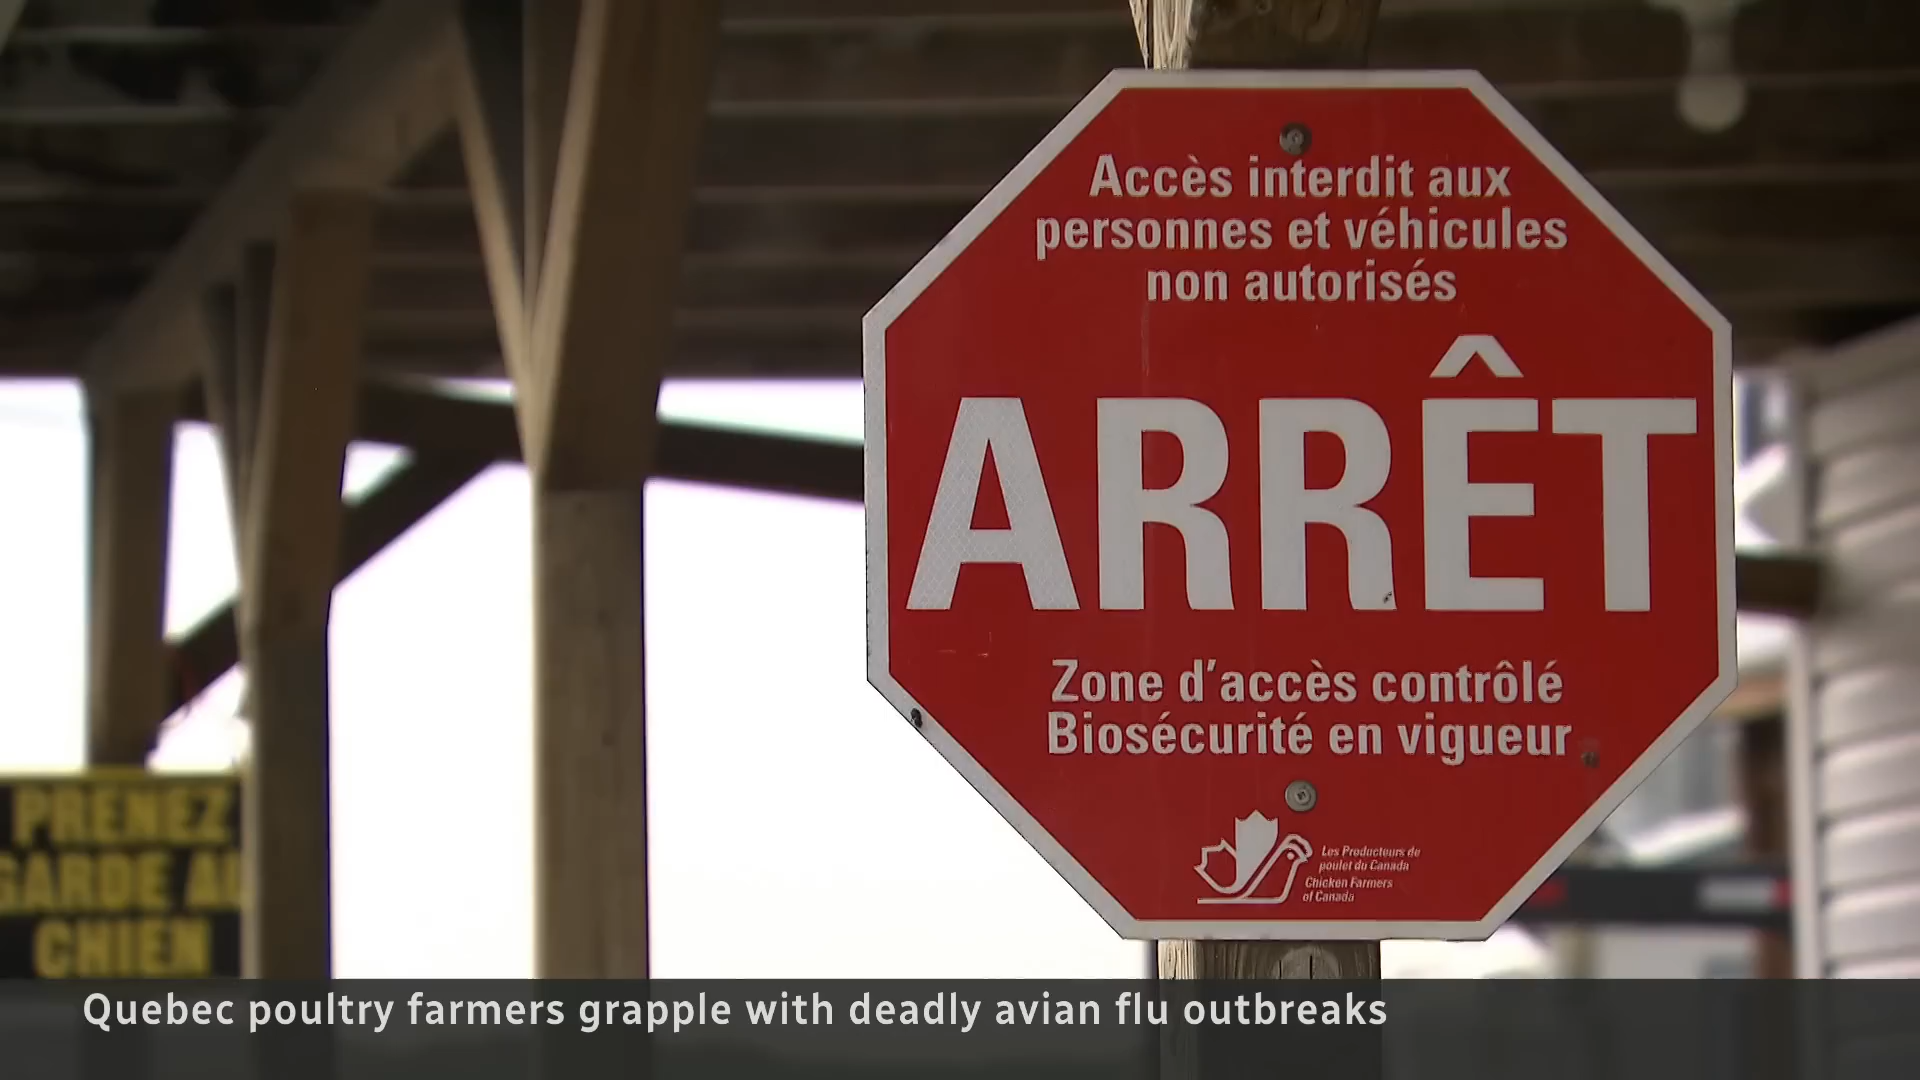 Accès interdit aux
personnes et véhicules
non autorisés
ARRÊT
Zone d'accès contrôlé
Biosécurité en vigueur
Les Producteurs de
poulet du Canada
Chicken Farmers
of Canada
PRENEZ
GARDE AU
CHIEN
Quebec poultry farmers grapple with deadly avian flu outbreaks